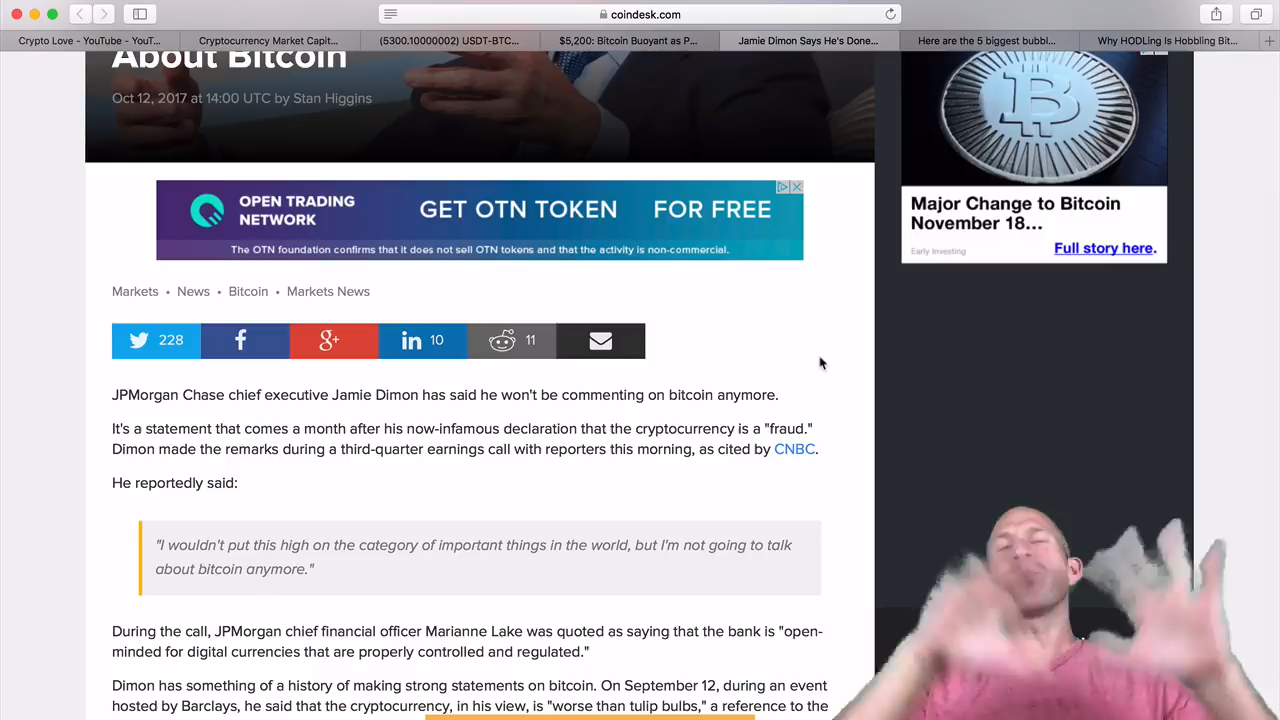 coindesk.com
Crypto Love - YouTube - YouT...
Cryptocurrency Market Capit...
(5300.10000002) USDT-BTC...
$5,200: Bitcoin Buoyant as P...
Jamie Dimon Says He's Done...
Here are the 5 biggest bubbl...
Why HODLing Is Hobbling Bit...
About Bitcoin
Oct 12, 2017 at 14:00 UTC by Stan Higgins
OPEN TRADING
NETWORK
GET OTN TOKEN FOR FREE
The OTN foundation confirms that it does not sell OTN tokens and that the activity is non-commercial.
Major Change to Bitcoin
November 18...
Early Investing
Full story here.
Markets • News • Bitcoin • Markets News
228
f
g+
in 10
11
JPMorgan Chase chief executive Jamie Dimon has said he won't be commenting on bitcoin anymore.
It's a statement that comes a month after his now-infamous declaration that the cryptocurrency is a "fraud."
Dimon made the remarks during a third-quarter earnings call with reporters this morning, as cited by CNBC.
He reportedly said:
"I wouldn't put this high on the category of important things in the world, but I'm not going to talk
about bitcoin anymore."
During the call, JPMorgan chief financial officer Marianne Lake was quoted as saying that the bank is "open-
minded for digital currencies that are properly controlled and regulated."
Dimon has something of a history of making strong statements on bitcoin. On September 12, during an event
hosted by Barclays, he said that the cryptocurrency, in his view, is "worse than tulip bulbs," a reference to the